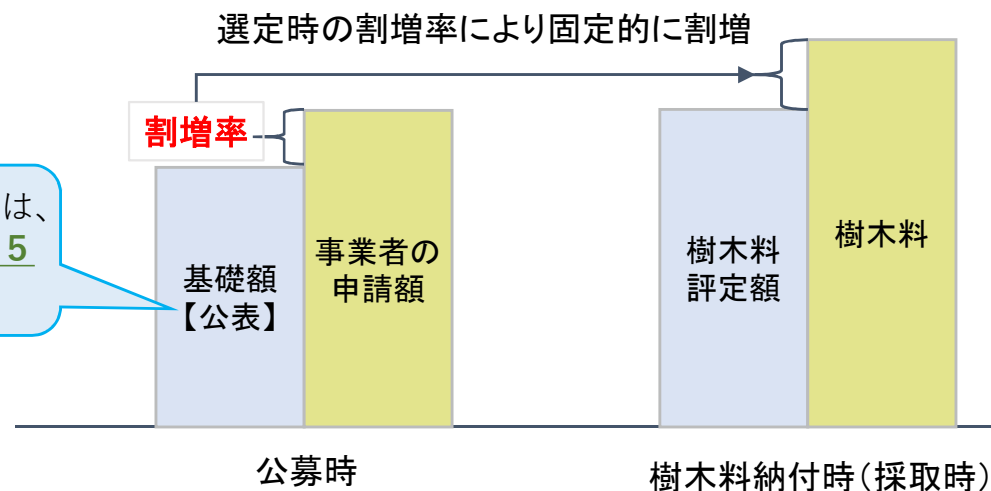 選定時の割増率により固定的に割増
割増率
は、
5
基礎額
【公表】
事業者の
申請額
樹木料
評定額
樹木料
公募時
樹木料納付時（採取時）